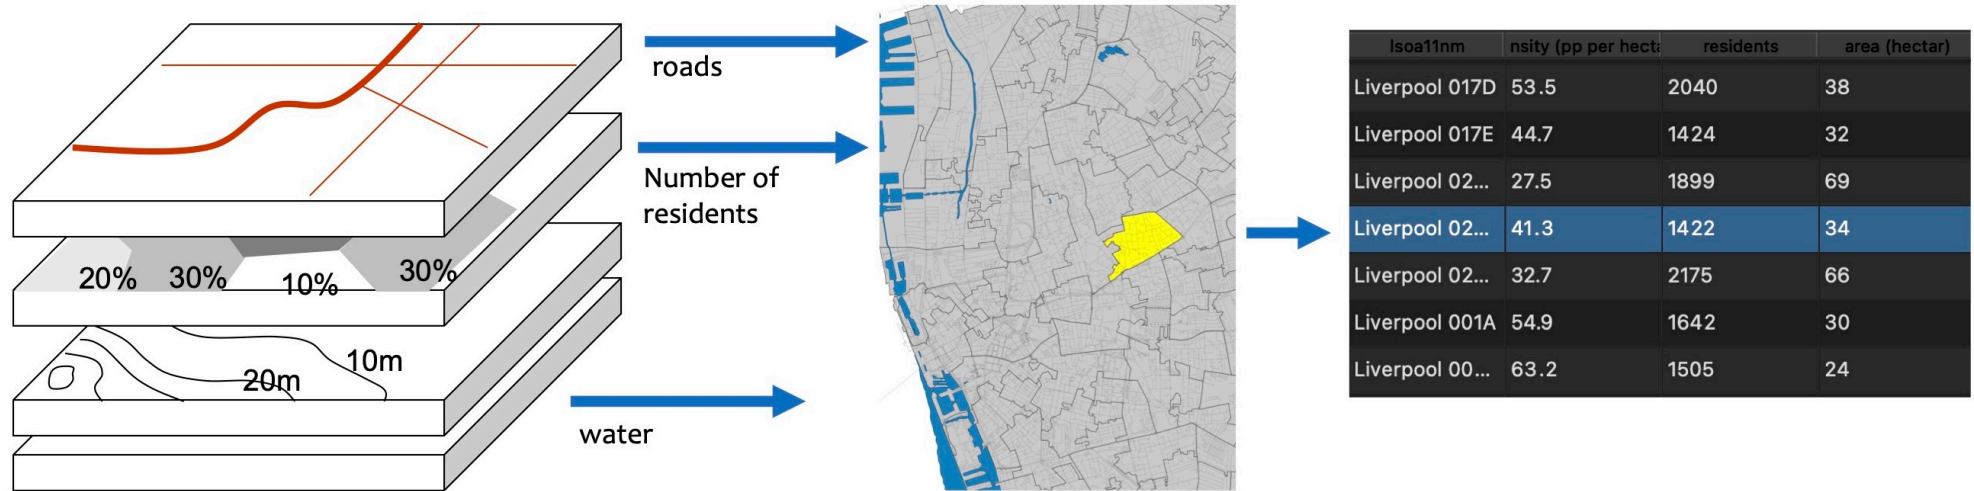 20%
30%
10%
30%
10m
20m
roads
Number of
residents
water
lsoa11nm nsity (pp per hecta residents area (hectar)
Liverpool 017D 53.5 2040 38
Liverpool 017E 44.7 1424 32
Liverpool 02... 27.5 1899 69
Liverpool 02... 41.3 1422 34
Liverpool 02... 32.7 2175 66
Liverpool 001A 54.9 1642 30
Liverpool 00... 63.2 1505 24